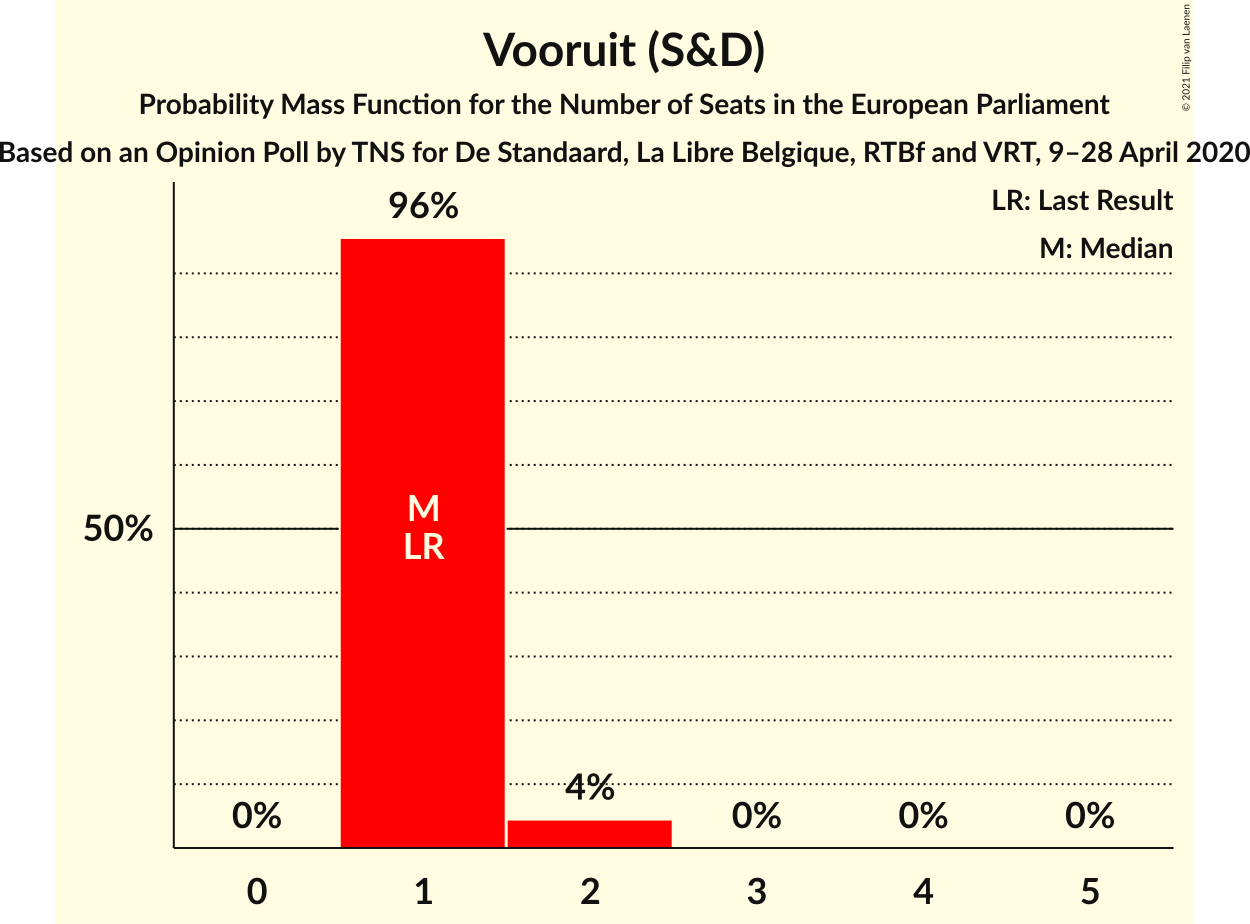 Vooruit (S&D)
Probability Mass Function for the Number of Seats in the European Parliament
Based on an Opinion Poll by TNS for De Standaard, La Libre Belgique, RTBf and VRT, 9–28 April 2020
© 2021 Filip van Laenen
LR: Last Result
M: Median
96%
M
LR
50%
4%
0%
0%
0%
0%
0 1 2 3 4 5